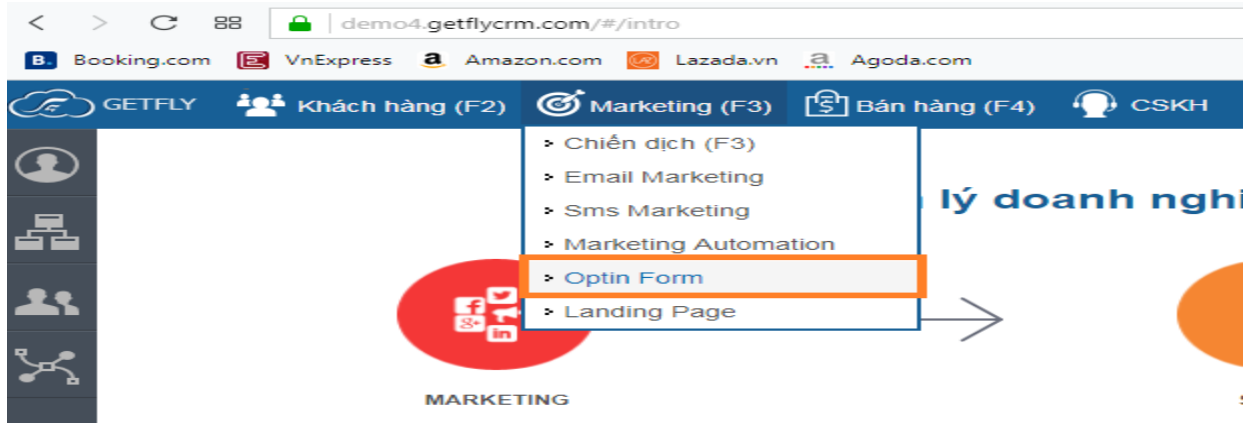 demo4.getflycrm.com/#/intro
B. Booking.com VnExpress a Amazon.com Lazada.vn a Agoda.com
GETFLY Khách hàng (F2) Marketing (F3) Bán hàng (F4) CSKH
Chiến dịch (F3)
Email Marketing
Sms Marketing
lý doanh nghi
Marketing Automation
Optin Form
Landing Page
f
8+
in
MARKETING